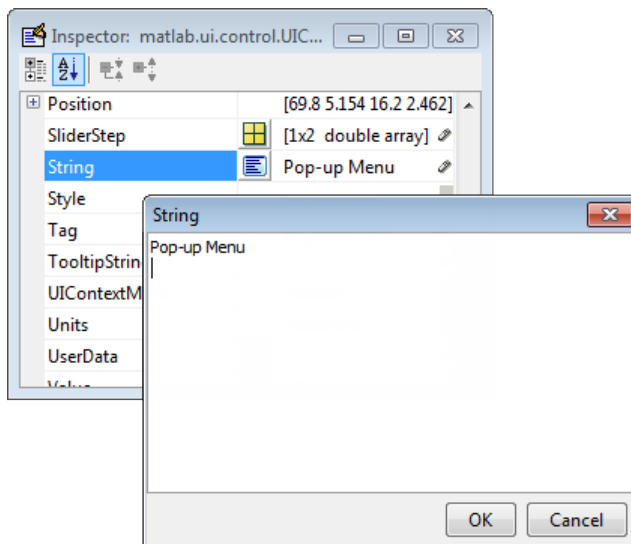 Inspector: matlab.ui.control.UIC...
Position [69.8 5.154 16.2 2.462]
SliderStep [1x2 double array]
String Pop-up Menu
Style
Tag
TooltipStrin
UIContextM
Units
UserData
Value
String
Pop-up Menu
OK Cancel